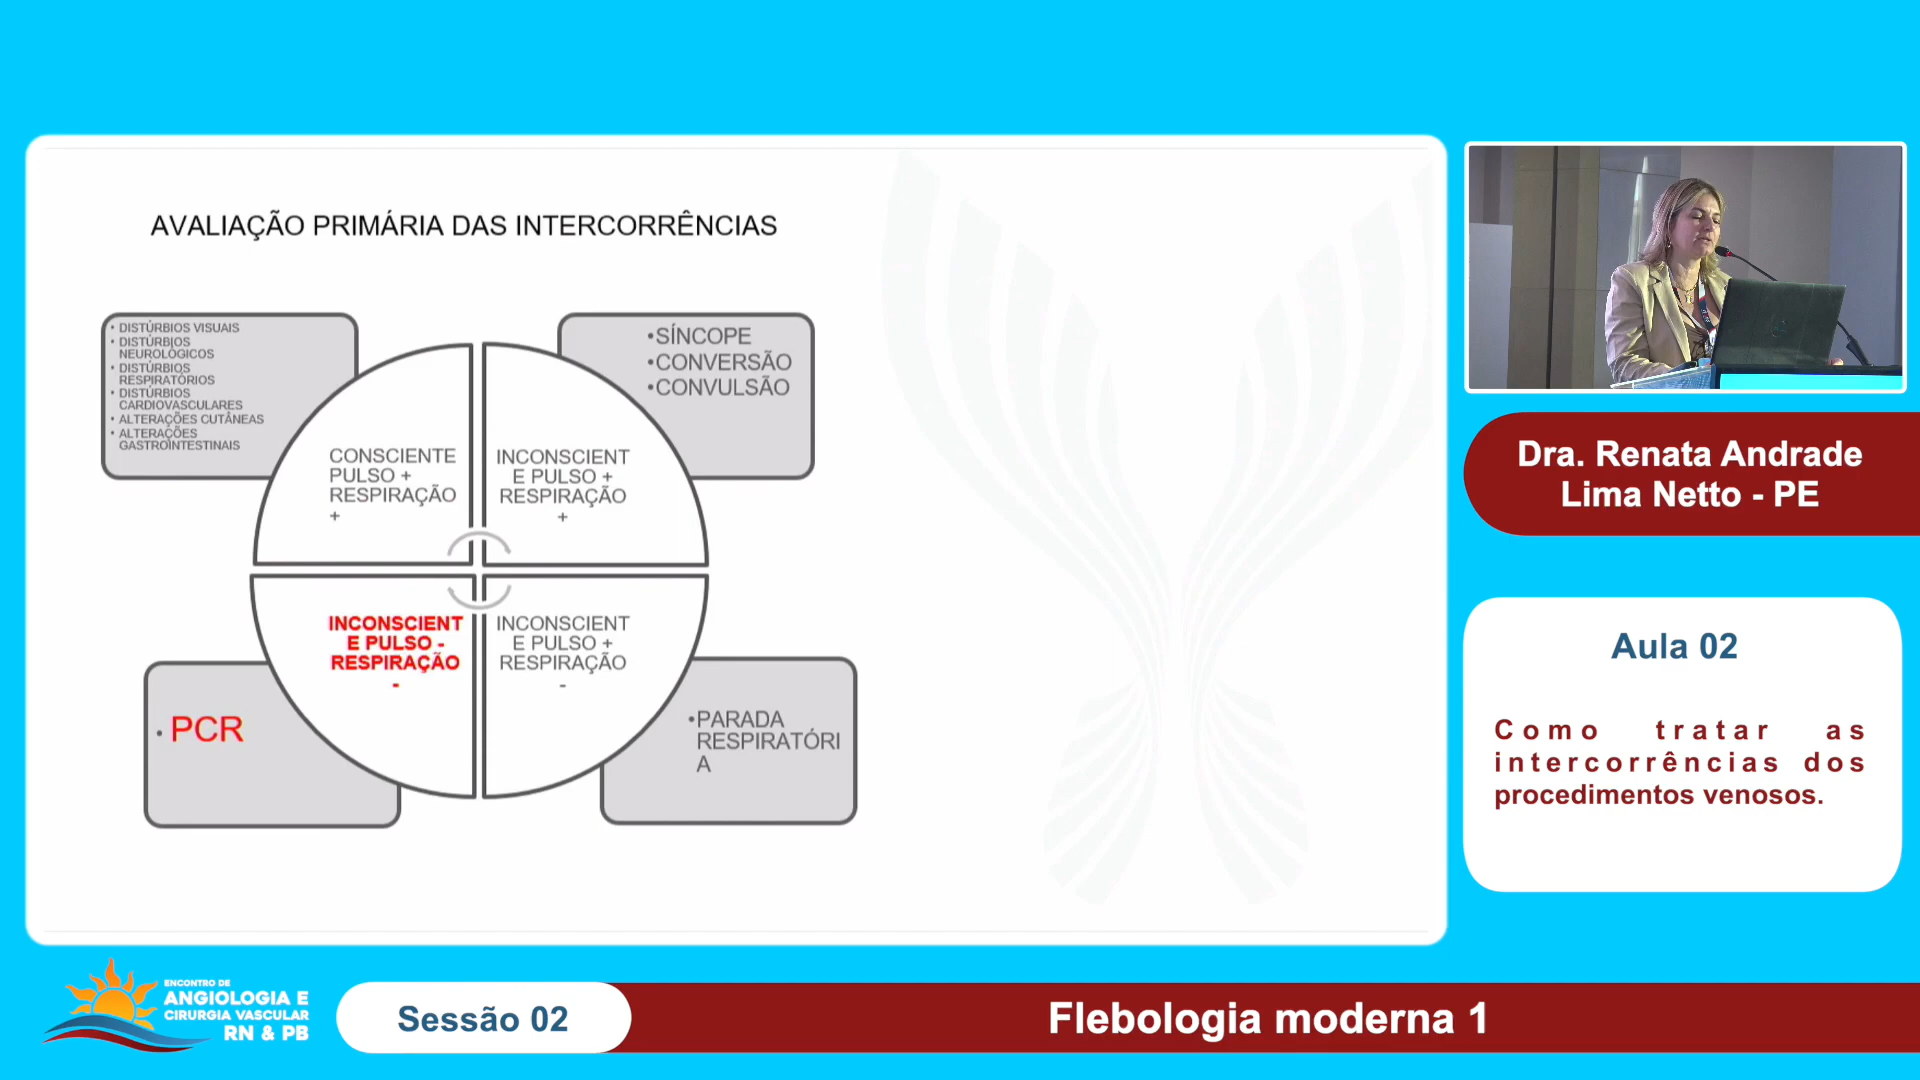 AVALIAÇÃO PRIMÁRIA DAS INTERCORRÊNCIAS
• DISTÚRBIOS VISUAIS
• DISTÚRBIOS
NEUROLÓGICOS
• DISTÚRBIOS
RESPIRATÓRIOS
• DISTÚRBIOS
CARDIOVASCULARES
• ALTERAÇÕES CUTÂNEAS
• ALTERAÇÕES
GASTROINTESTINAIS
•SÍNCOPE
•CONVERSÃO
•CONVULSÃO
CONSCIENTE
PULSO +
RESPIRAÇÃO
+
INCONSCIENT
E PULSO +
RESPIRAÇÃO
+
INCONSCIENT
E PULSO -
RESPIRAÇÃO
-
INCONSCIENT
E PULSO +
RESPIRAÇÃO
-
• PCR
•PARADA
RESPIRATÓRI
A
Dra. Renata Andrade
Lima Netto - PE
Aula 02
Como tratar as
intercorrências dos
procedimentos venosos.
ENCONTRO DE
ANGIOLOGIA E
CIRURGIA VASCULAR
RN & PB
Sessão 02
Flebologia moderna 1